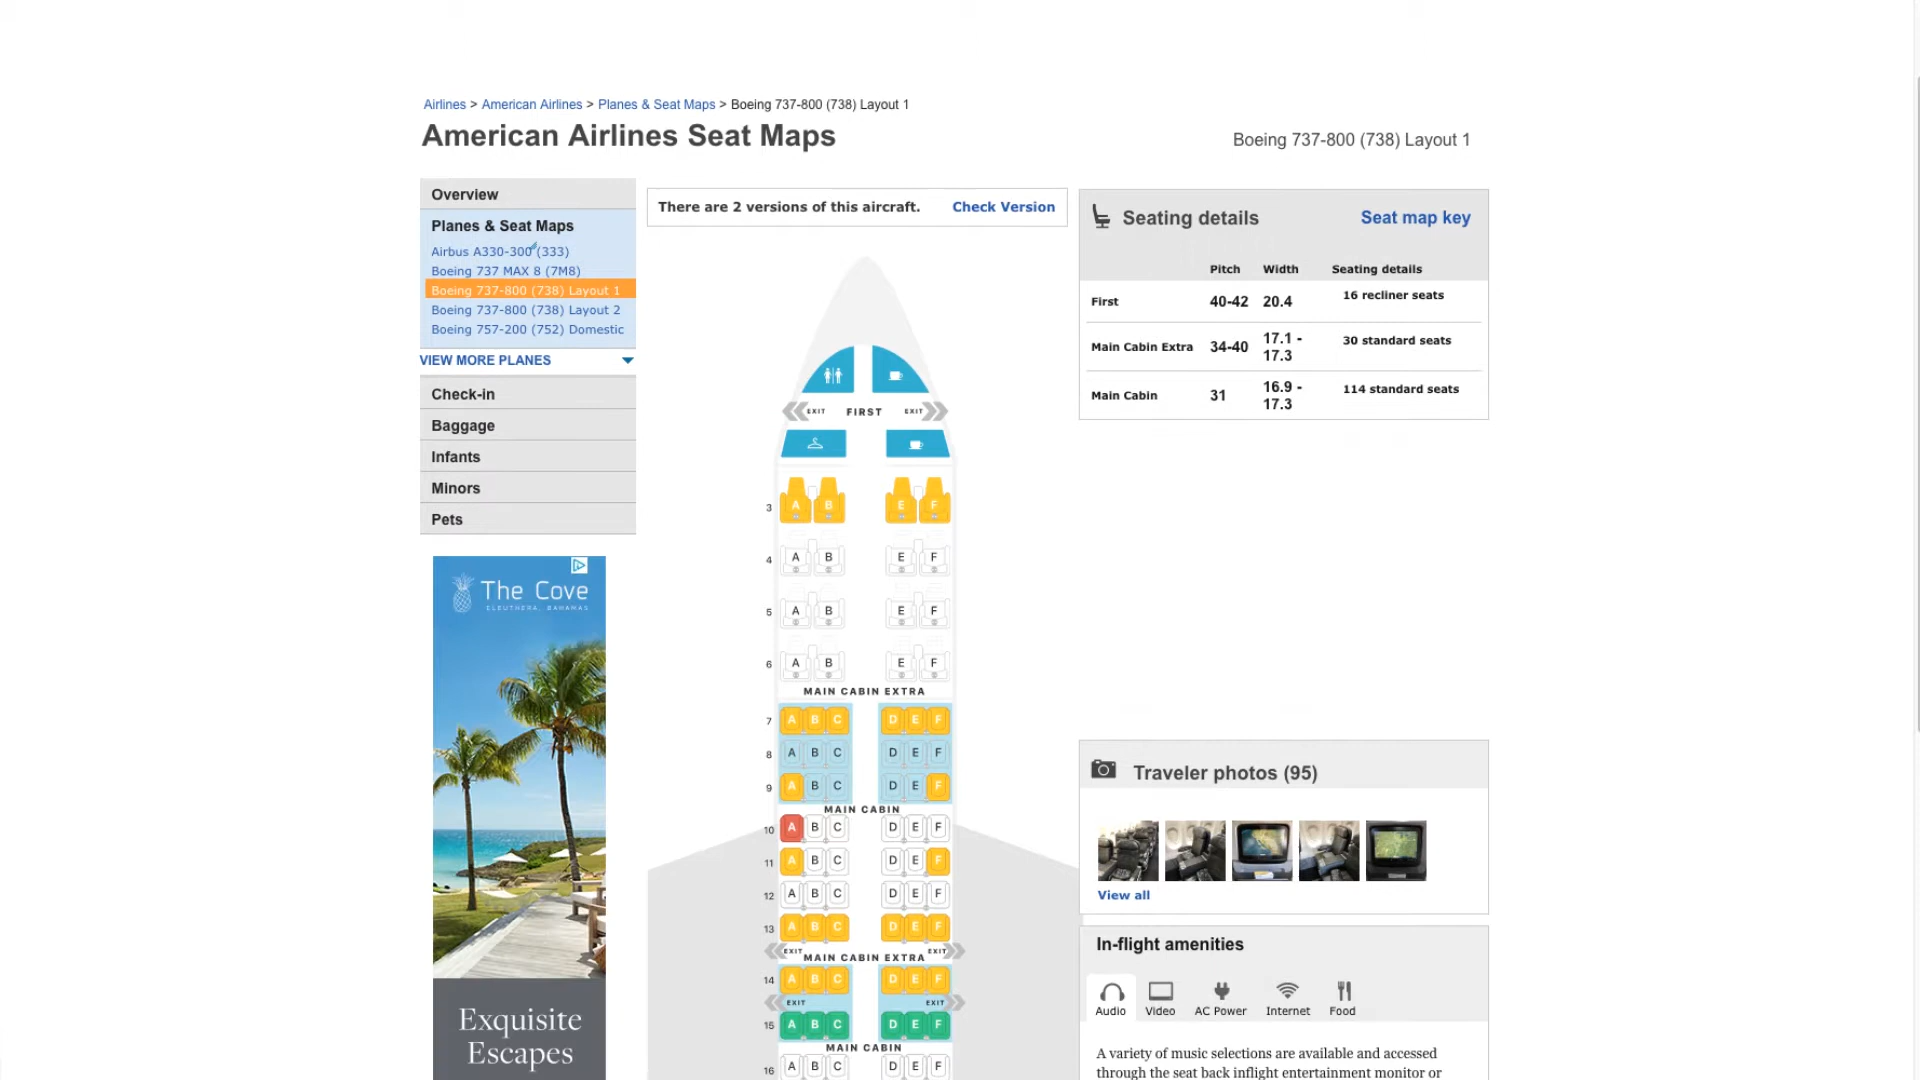 Airlines > American Airlines > Planes & Seat Maps > Boeing 737-800 (738) Layout 1
American Airlines Seat Maps
Boeing 737-800 (738) Layout 1
Overview
Planes & Seat Maps
Airbus A330-300 (333)
Boeing 737 MAX 8 (7M8)
Boeing 737-800 (738) Layout 1
Boeing 737-800 (738) Layout 2
Boeing 757-200 (752) Domestic
VIEW MORE PLANES
Check-in
Baggage
Infants
Minors
Pets
The Cove
ELEUTHERA, BAHAMAS
Exquisite
Escapes
There are 2 versions of this aircraft. Check Version
EXIT FIRST EXIT
3 A B E F
4 A B E F
5 A B E F
6 A B E F
MAIN CABIN EXTRA
7 A B C D E F
8 A B C D E F
9 A B C D E F
MAIN CABIN
10 A B C D E F
11 A B C D E F
12 A B C D E F
13 A B C D E F
EXIT MAIN CABIN EXTRA EXIT
14 A B C D E F
EXIT EXIT
15 A B C D E F
MAIN CABIN
16 A B C D E F
Seating details Seat map key
Pitch Width Seating details
First 40-42 20.4 16 recliner seats
Main Cabin Extra 34-40 17.1 - 17.3 30 standard seats
Main Cabin 31 16.9 - 17.3 114 standard seats
Traveler photos (95)
View all
In-flight amenities
Audio Video AC Power Internet Food
A variety of music selections are available and accessed
through the seat back inflight entertainment monitor or